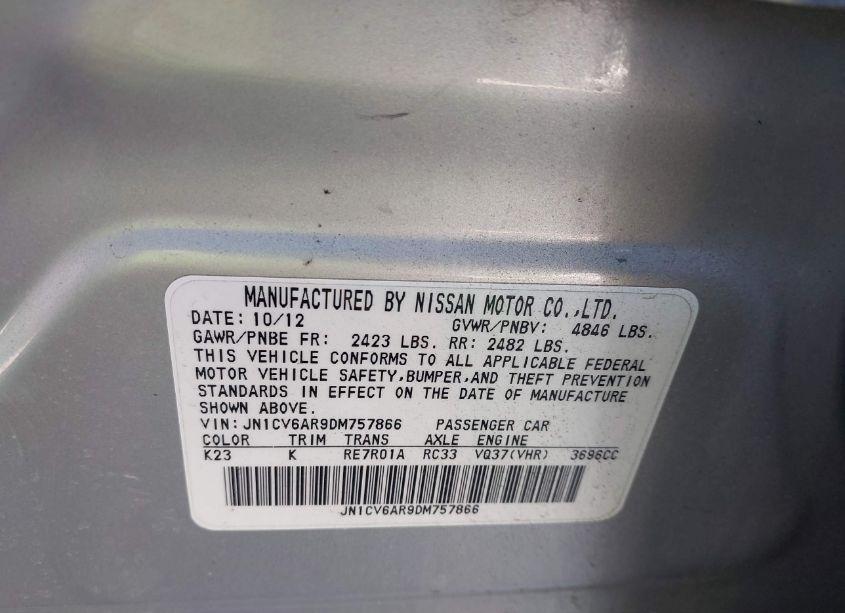 MANUFACTURED BY NISSAN MOTOR CO.,LTD.
DATE: 10/12 GVWR/PNBV: 4846 LBS.
GAWR/PNBE FR: 2423 LBS. RR: 2482 LBS.
THIS VEHICLE CONFORMS TO ALL APPLICABLE FEDERAL
MOTOR VEHICLE SAFETY,BUMPER,AND THEFT PREVENTION
STANDARDS IN EFFECT ON THE DATE OF MANUFACTURE
SHOWN ABOVE.
VIN: JN1CV6AR9DM757866 PASSENGER CAR
COLOR TRIM TRANS AXLE ENGINE
K23 K RE7R01A RC33 VQ37(VHR) 3696CC
JN1CV6AR9DM757866